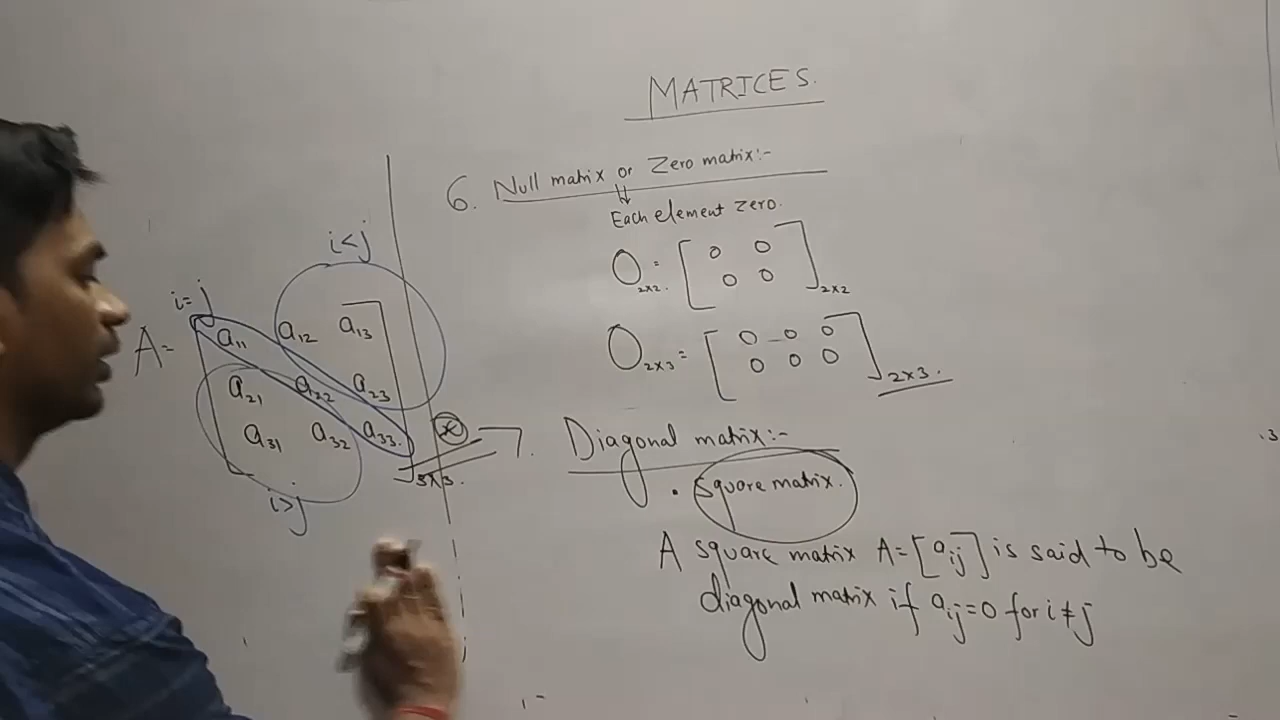 MATRICES.
6. Null matrix or Zero matrix:-
Each element zero.
O2x2. = [ 0 0
0 0 ]2x2
O2x3 = [ 0 0 0
0 0 0 ]2x3.
i<j
i=j
A= [ a11 a12 a13
a21 a22 a23
a31 a32 a33. ]3x3.
i>j
* 7. Diagonal matrix:-
• square matrix.
A square matrix A=[aij] is said to be
diagonal matrix if aij=0 for i≠j